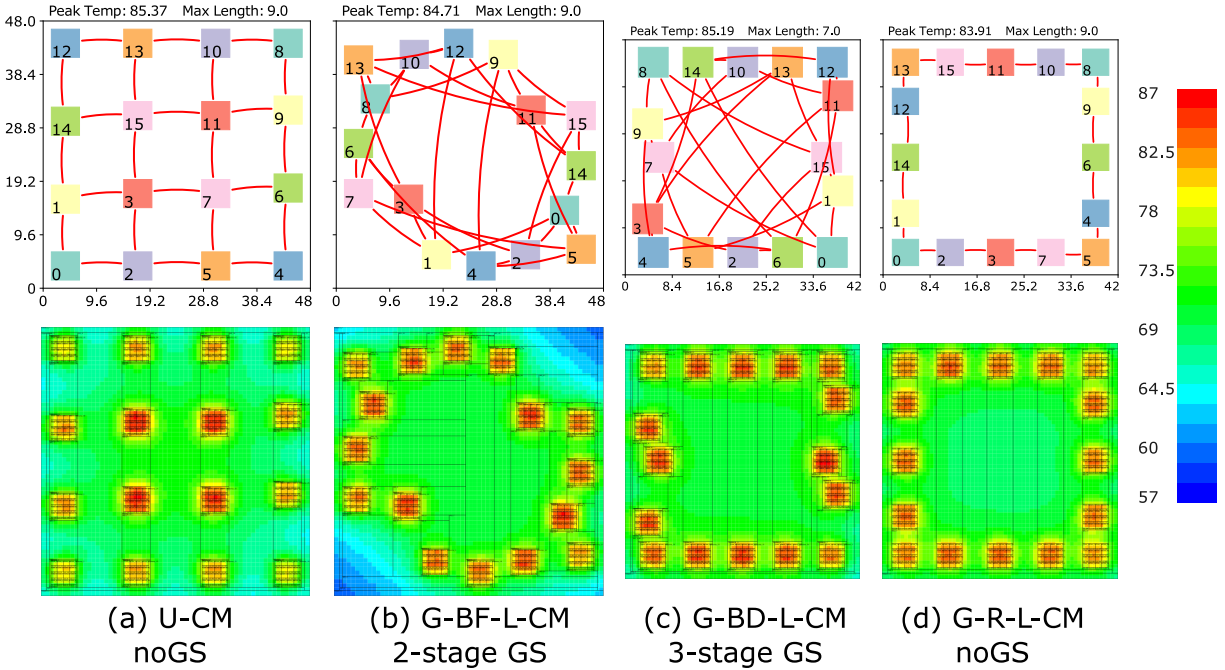 Peak Temp: 85.37 Max Length: 9.0
48.0
38.4
28.8
19.2
9.6
0
12 13 10 8
14 15 11 9
1 3 7 6
0 2 5 4
0 9.6 19.2 28.8 38.4 48
Peak Temp: 84.71 Max Length: 9.0
12
13 10 9
8 11 15
6 14
7 3 0
1 4 2 5
9.6 19.2 28.8 38.4 48
Peak Temp: 85.19 Max Length: 7.0
8 14 10 13 12
11
9
7 15
3 1
4 5 2 6 0
8.4 16.8 25.2 33.6 42
Peak Temp: 83.91 Max Length: 9.0
13 15 11 10 8
12 9
14 6
1 4
0 2 3 7 5
0 8.4 16.8 25.2 33.6 42
87
82.5
78
73.5
69
64.5
60
57
(a) U-CM
noGS
(b) G-BF-L-CM
2-stage GS
(c) G-BD-L-CM
3-stage GS
(d) G-R-L-CM
noGS